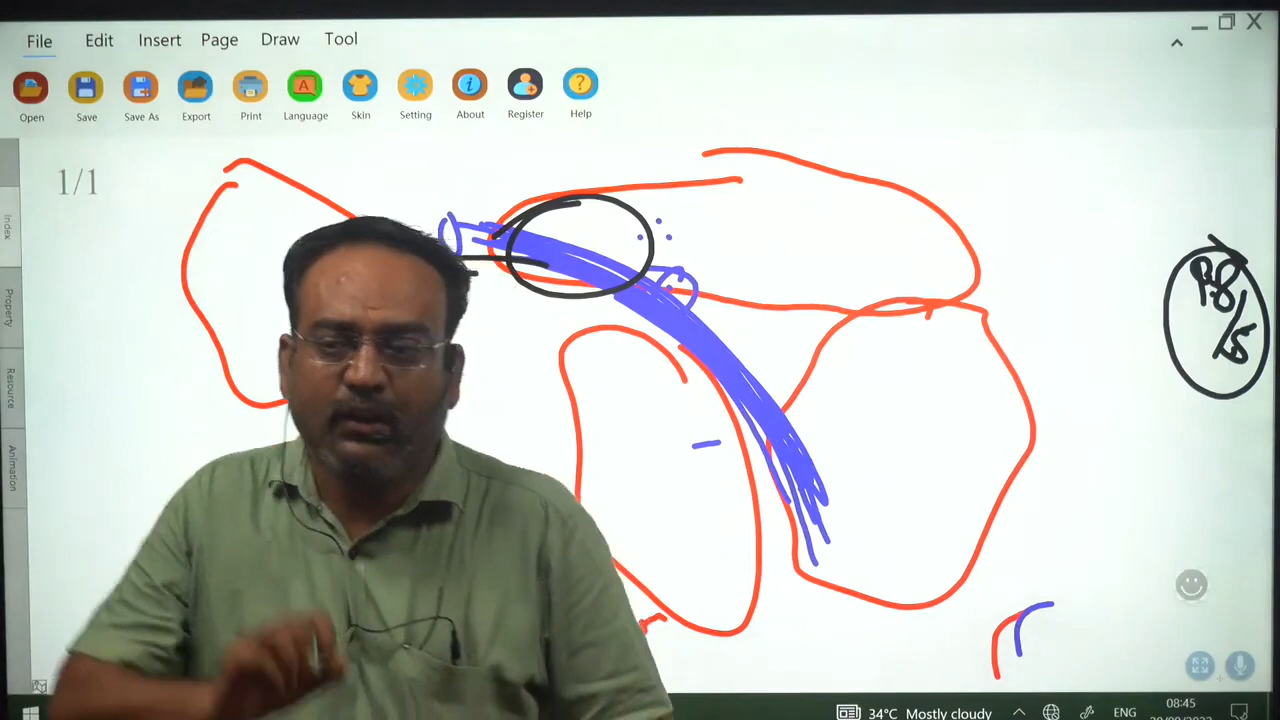 File Edit Insert Page Draw Tool
Open Save Save As Export Print Language Skin Setting About Register Help
1/1
Index
Property
Resource
Animation
34°C Mostly cloudy
ENG
08:45